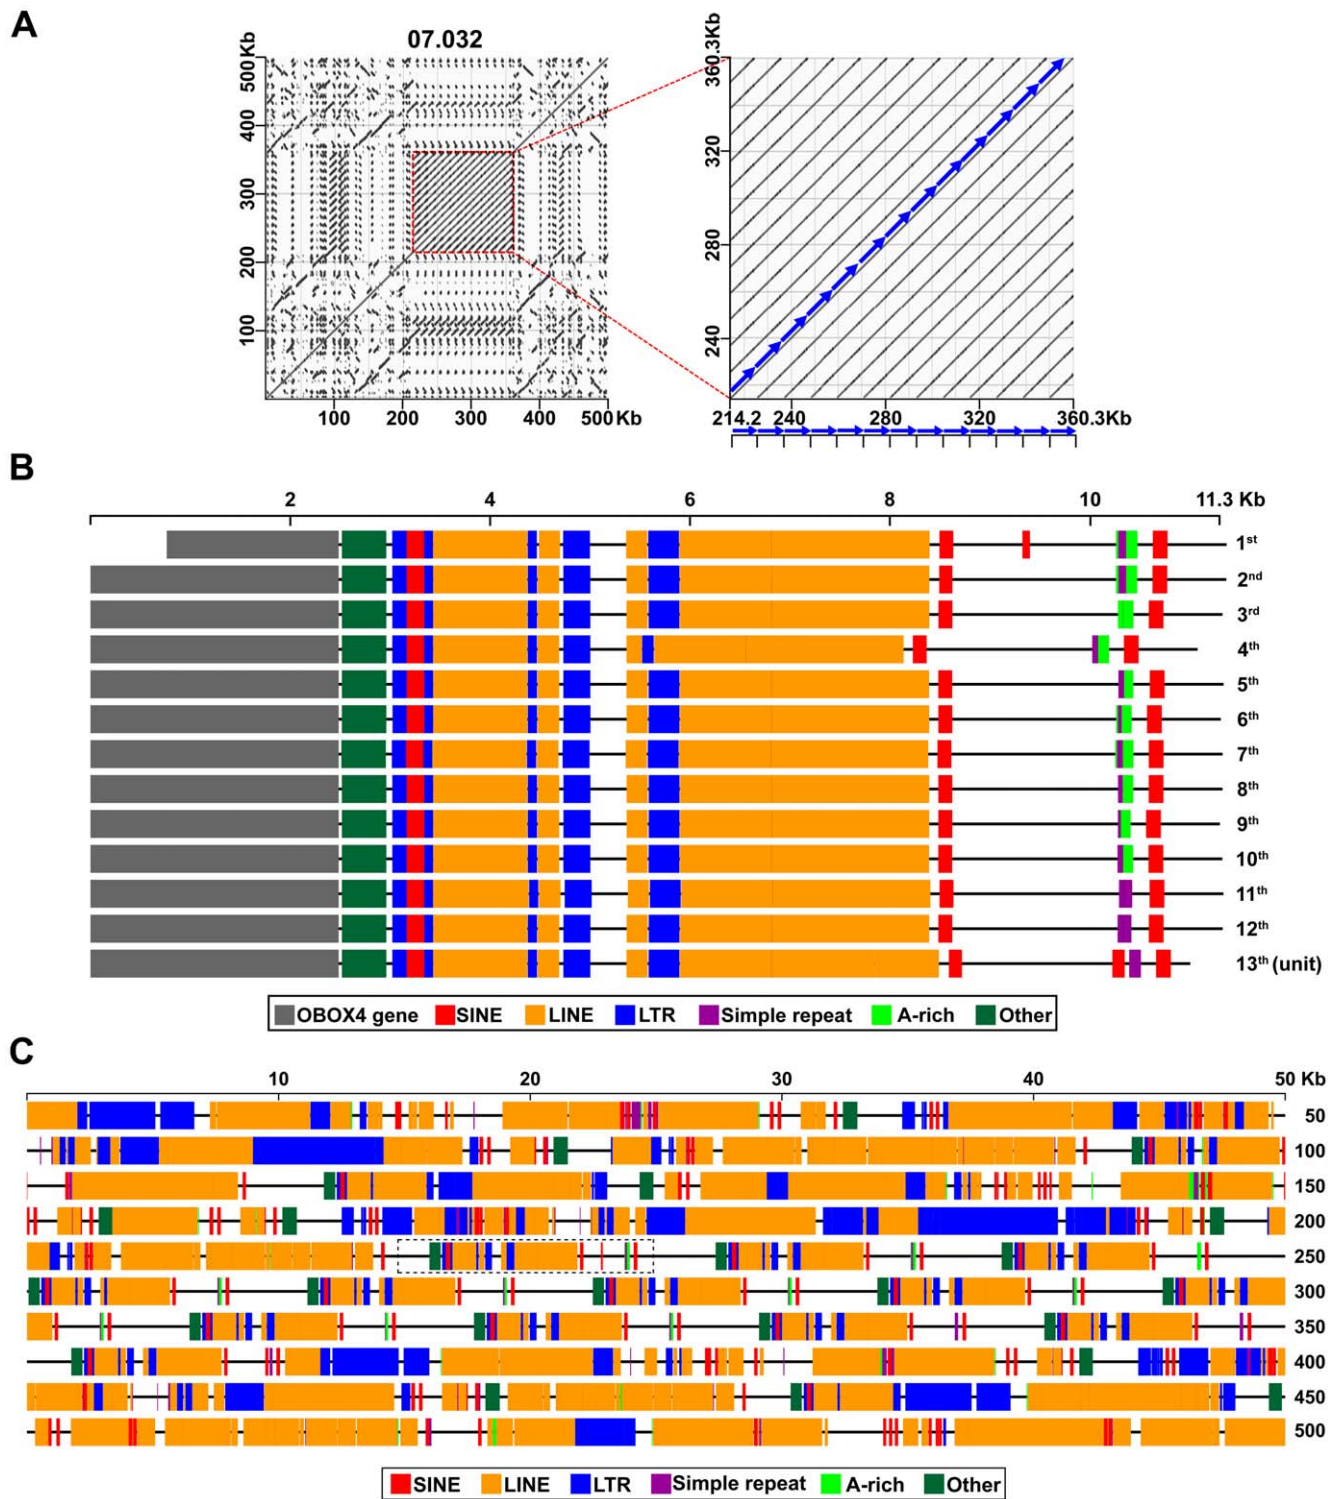 A
07.032
500Kb
400
300
200
100
100 200 300 400 500Kb
360.3Kb
320
280
240
214.2 240 280 320 360.3Kb
B
2 4 6 8 10 11.3 Kb
1st
2nd
3rd
4th
5th
6th
7th
8th
9th
10th
11th
12th
13th (unit)
OBOX4 gene SINE LINE LTR Simple repeat A-rich Other
C
10 20 30 40 50 Kb
50
100
150
200
250
300
350
400
450
500
SINE LINE LTR Simple repeat A-rich Other